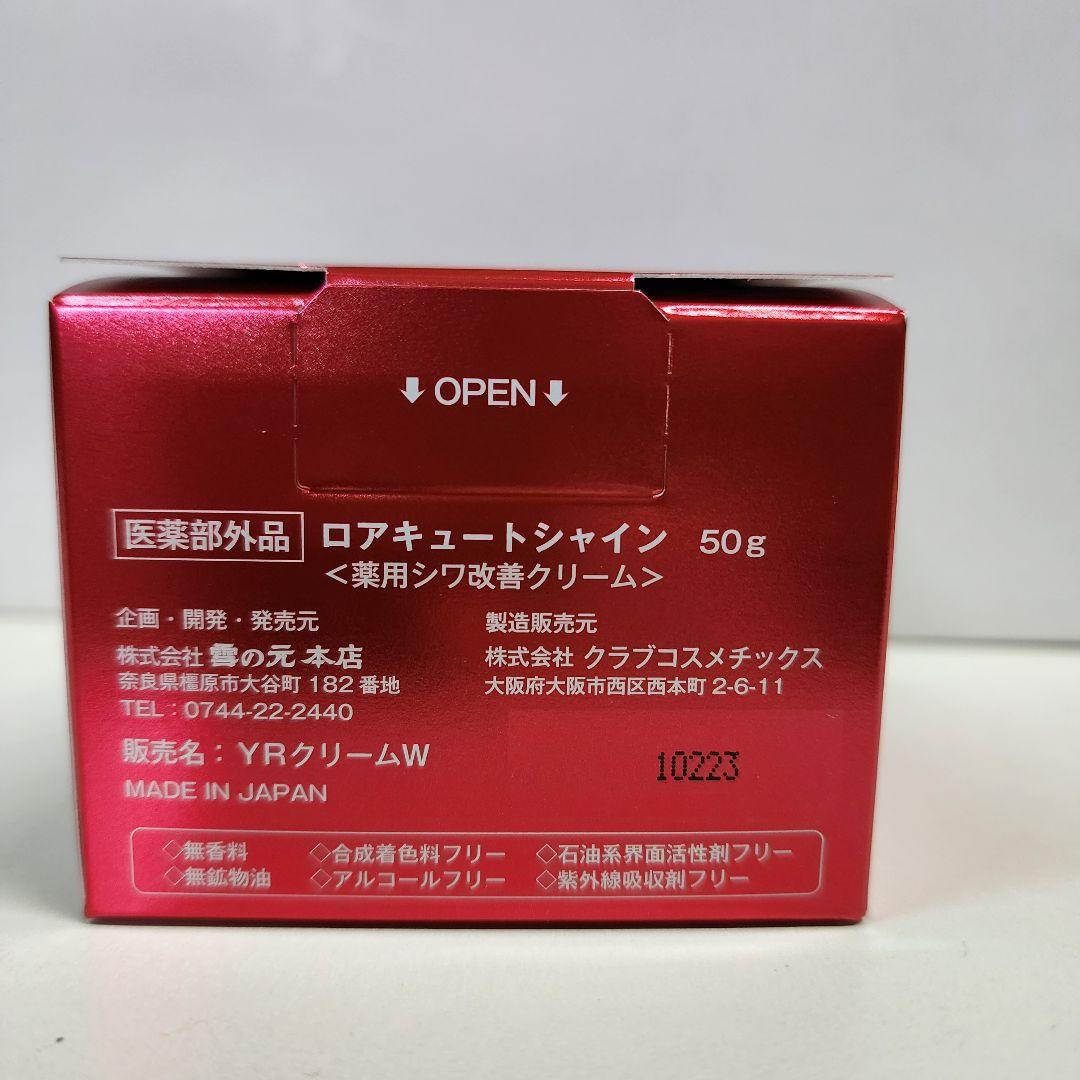 ⬇OPEN⬇
医薬部外品 ロアキュートシャイン 50g
＜薬用シワ改善クリーム＞
企画・開発・発売元
株式会社 雪の元 本店
奈良県橿原市大谷町 182 番地
TEL：0744-22-2440
製造販売元
株式会社 クラブコスメチックス
大阪府大阪市西区西本町 2-6-11
販売名：YRクリームW
MADE IN JAPAN
10223
◇無香料 ◇合成着色料フリー ◇石油系界面活性剤フリー
◇無鉱物油 ◇アルコールフリー ◇紫外線吸収剤フリー